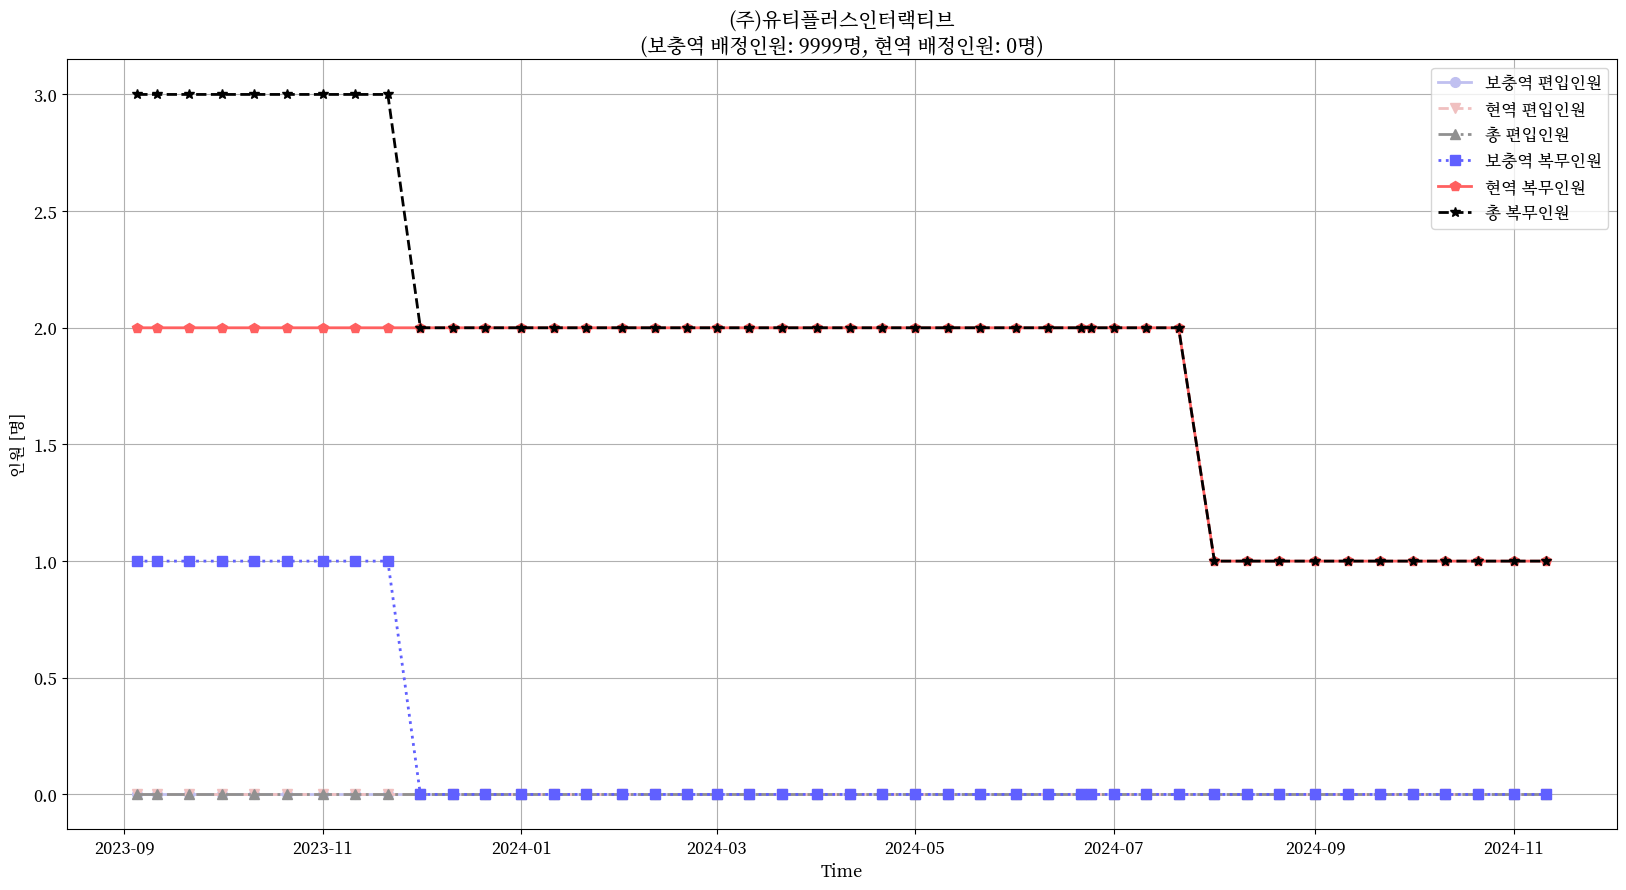 (주)유티플러스인터랙티브
(보충역 배정인원: 9999명, 현역 배정인원: 0명)
보충역 편입인원
현역 편입인원
총 편입인원
보충역 복무인원
현역 복무인원
총 복무인원
인원 [명]
3.0
2.5
2.0
1.5
1.0
0.5
0.0
2023-09 2023-11 2024-01 2024-03 2024-05 2024-07 2024-09 2024-11
Time